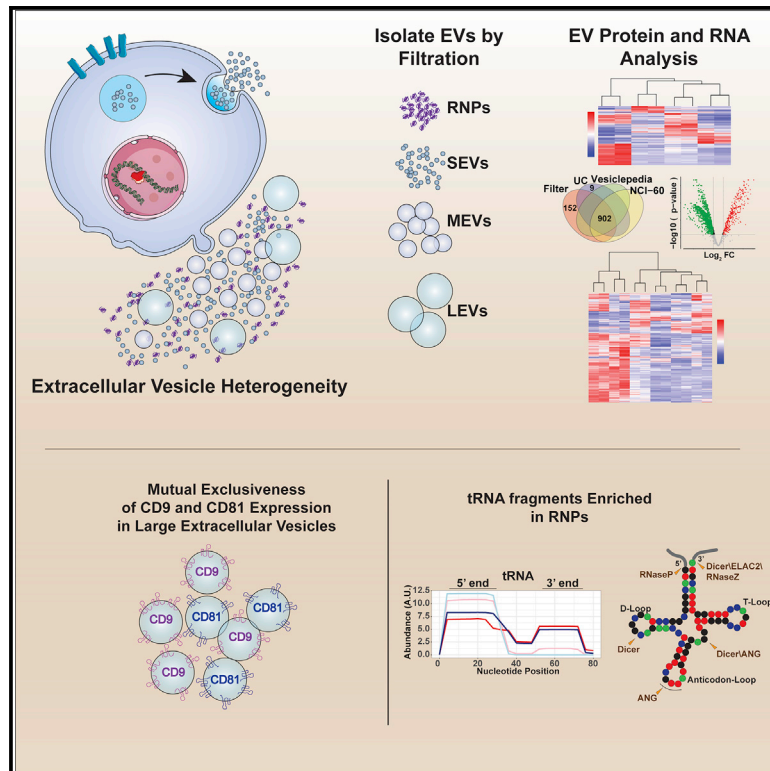 Isolate EVs by
Filtration
EV Protein and RNA
Analysis
RNPs
SEVs
MEVs
LEVs
UC Vesiclepedia
Filter
9
NCI-60
152
902
−log10 ( p−value)
Log2 FC
Extracellular Vesicle Heterogeneity
Mutual Exclusiveness
of CD9 and CD81 Expression
in Large Extracellular Vesicles
CD9
CD9
CD81
CD81
CD9
CD9
CD81
tRNA fragments Enriched
in RNPs
tRNA
5' end
3' end
Abundance (A.U.)
12.5
10.0
7.5
5.0
2.5
0.0
0
20
40
60
80
Nucleotide Position
5'
3'
RNaseP
Dicer\ELAC2\
RNaseZ
D-Loop
T-Loop
Dicer
Dicer\ANG
Anticodon-Loop
ANG